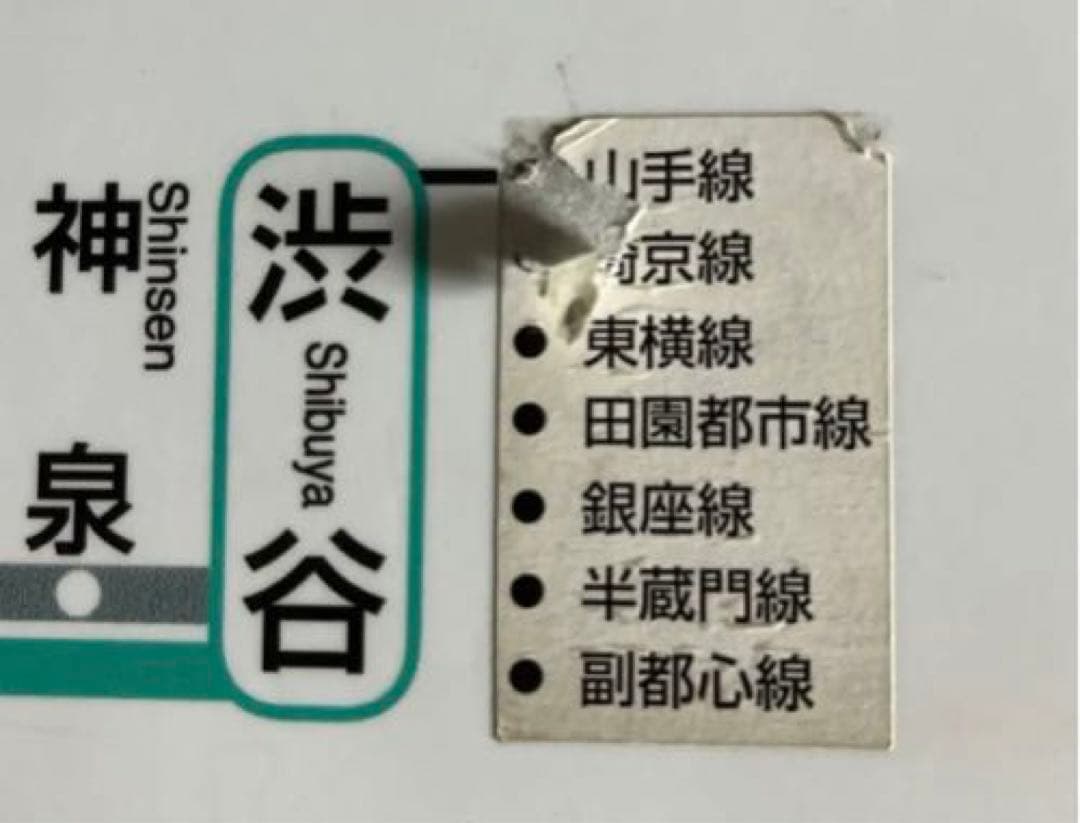 神泉
Shinsen
渋谷
Shibuya
山手線
埼京線
● 東横線
● 田園都市線
● 銀座線
● 半蔵門線
● 副都心線